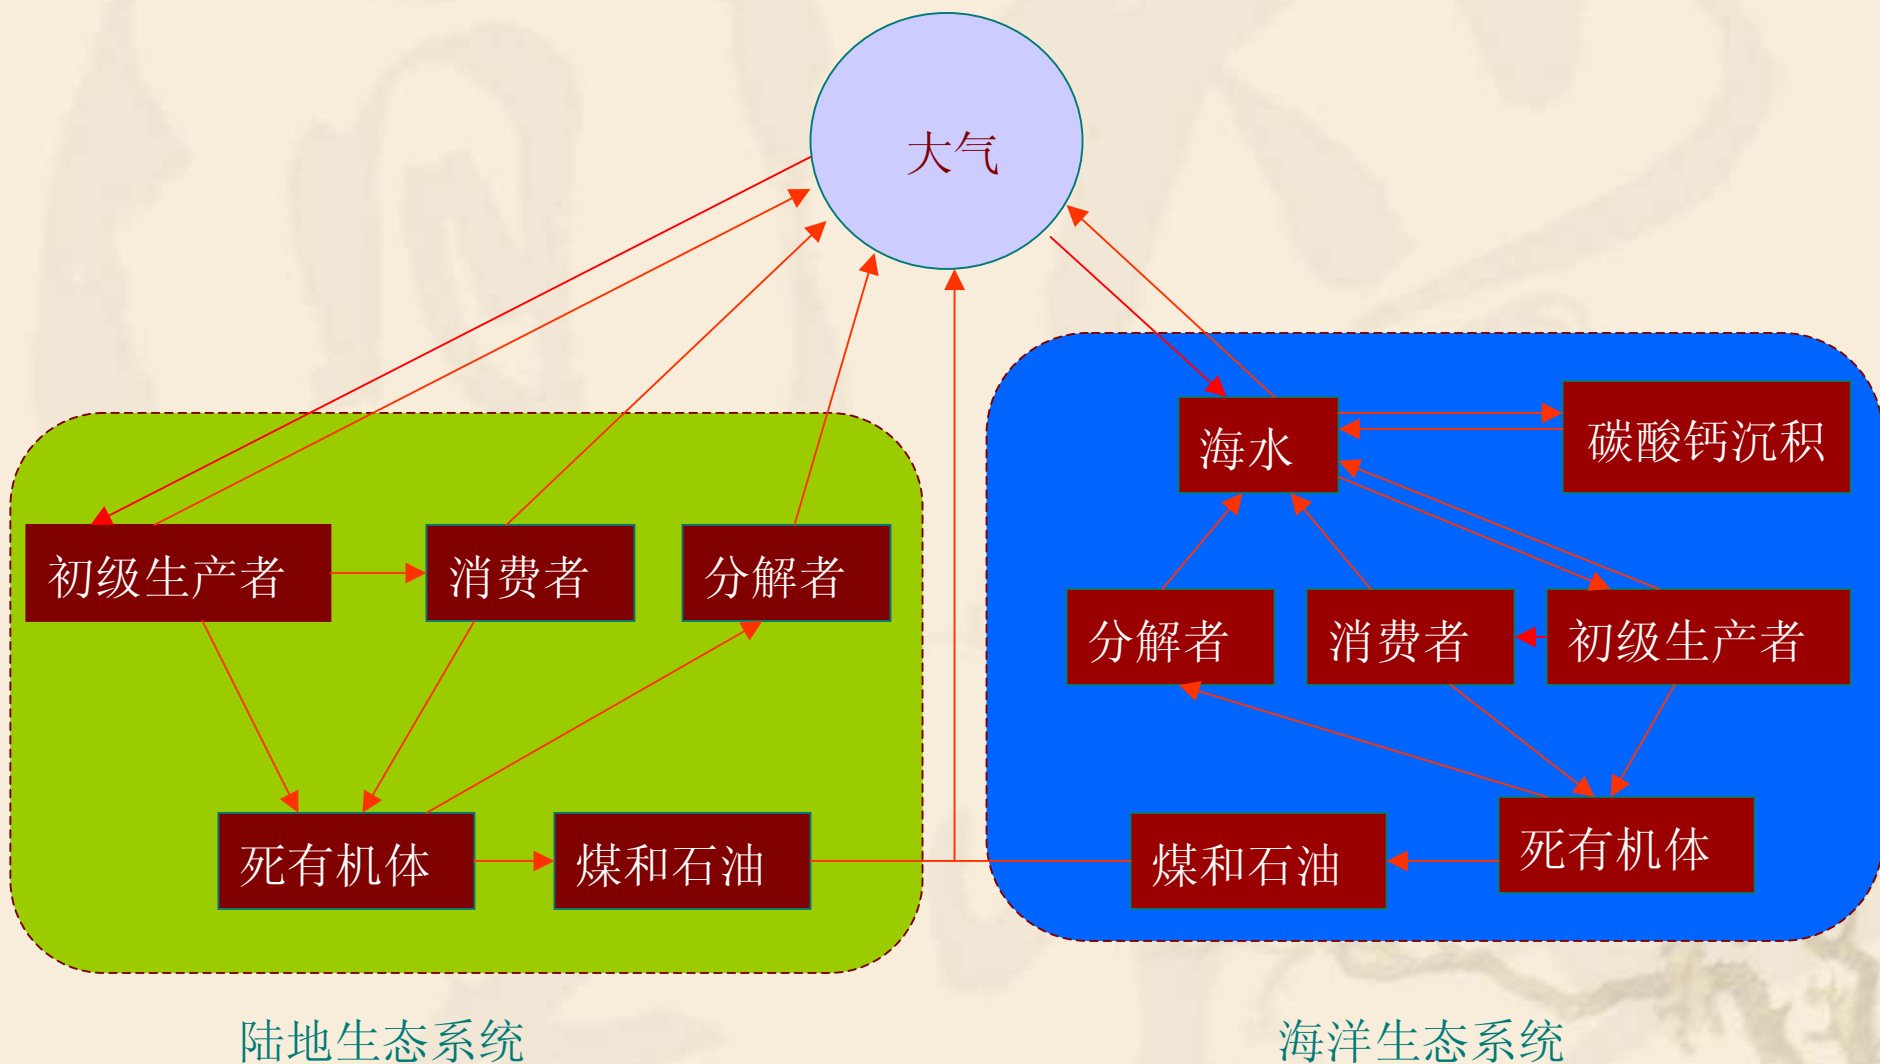 大气
海水
碳酸钙沉积
初级生产者
消费者
分解者
分解者
消费者
初级生产者
死有机体
煤和石油
煤和石油
死有机体
陆地生态系统
海洋生态系统